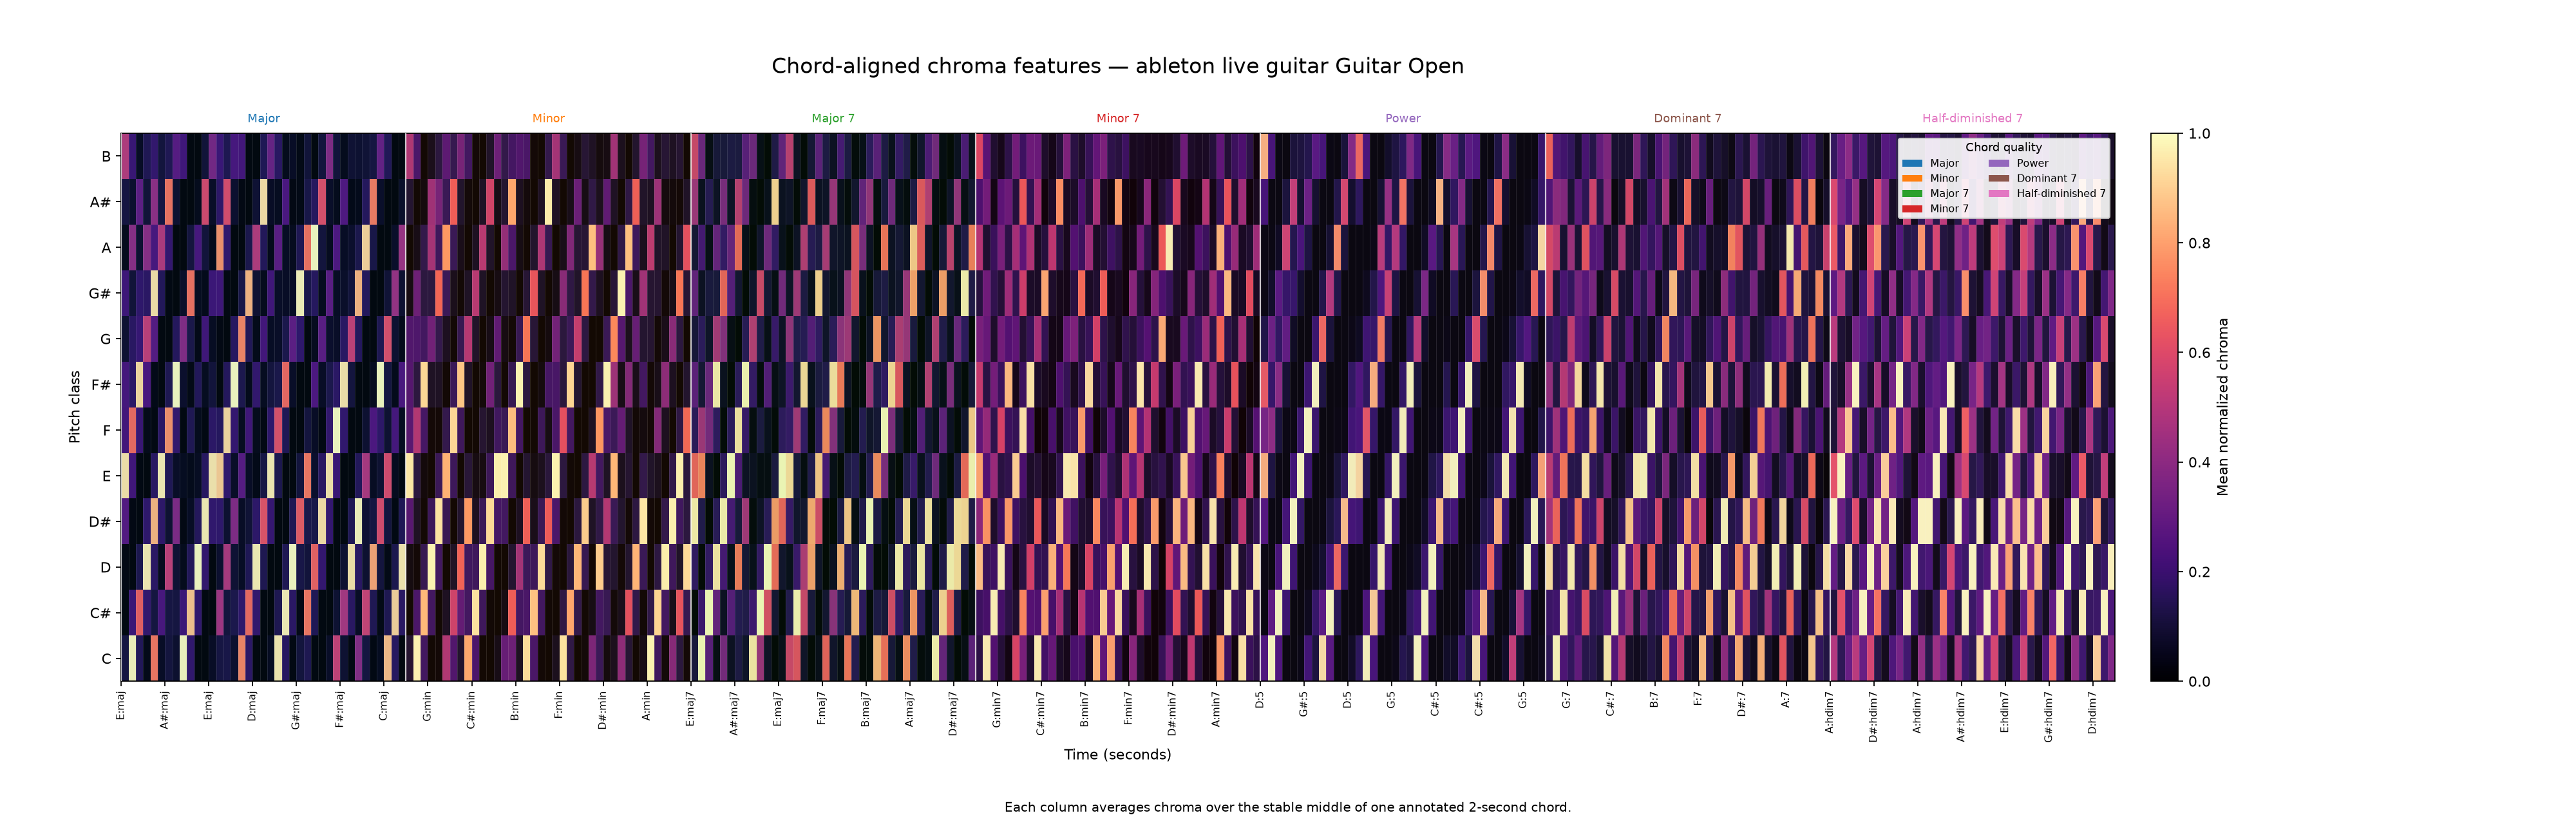 Chord-aligned chroma features — ableton live guitar Guitar Open
Major Minor Major 7 Minor 7 Power Dominant 7 Half-diminished 7
Chord quality
Major Power
Minor Dominant 7
Major 7 Half-diminished 7
Minor 7
Pitch class
B
A#
A
G#
G
F#
F
E
D#
D
C#
C
1.0
0.8
0.6
0.4
0.2
0.0
Mean normalized chroma
E:maj A#:maj E:maj D:maj G#:maj F#:maj C:maj G:min C#:min B:min F:min D#:min A:min E:maj7 A#:maj7 E:maj7 F:maj7 B:maj7 A:maj7 D#:maj7 G:min7 C#:min7 B:min7 F:min7 D#:min7 A:min7 D:5 G#:5 D:5 G:5 C#:5 C#:5 G:5 G:7 C#:7 B:7 F:7 D#:7 A:7 A:hdim7 D#:hdim7 A:hdim7 A#:hdim7 E:hdim7 G#:hdim7 D:hdim7
Time (seconds)
Each column averages chroma over the stable middle of one annotated 2-second chord.